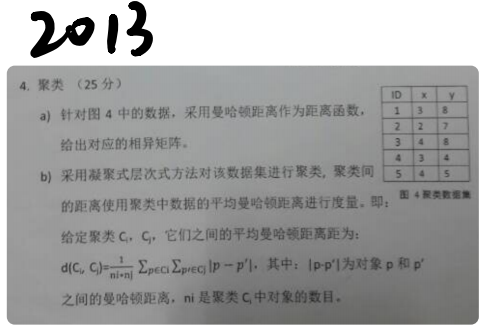 2013
4. 聚类 （25 分）
a) 针对图 4 中的数据，采用曼哈顿距离作为距离函数，
给出对应的相异矩阵。
b) 采用凝聚式层次式方法对该数据集进行聚类, 聚类间
的距离使用聚类中数据的平均曼哈顿距离进行度量。即：
给定聚类 Ci，Cj，它们之间的平均曼哈顿距离距为：
d(Ci, Cj)=1/ni*nj ∑p∈Ci∑p'∈Cj|p − p'|，其中：|p-p'|为对象 p 和 p'
之间的曼哈顿距离，ni 是聚类 Ci 中对象的数目。
ID x y
1 3 8
2 2 7
3 4 8
4 3 4
5 4 5
图 4 聚类数据集